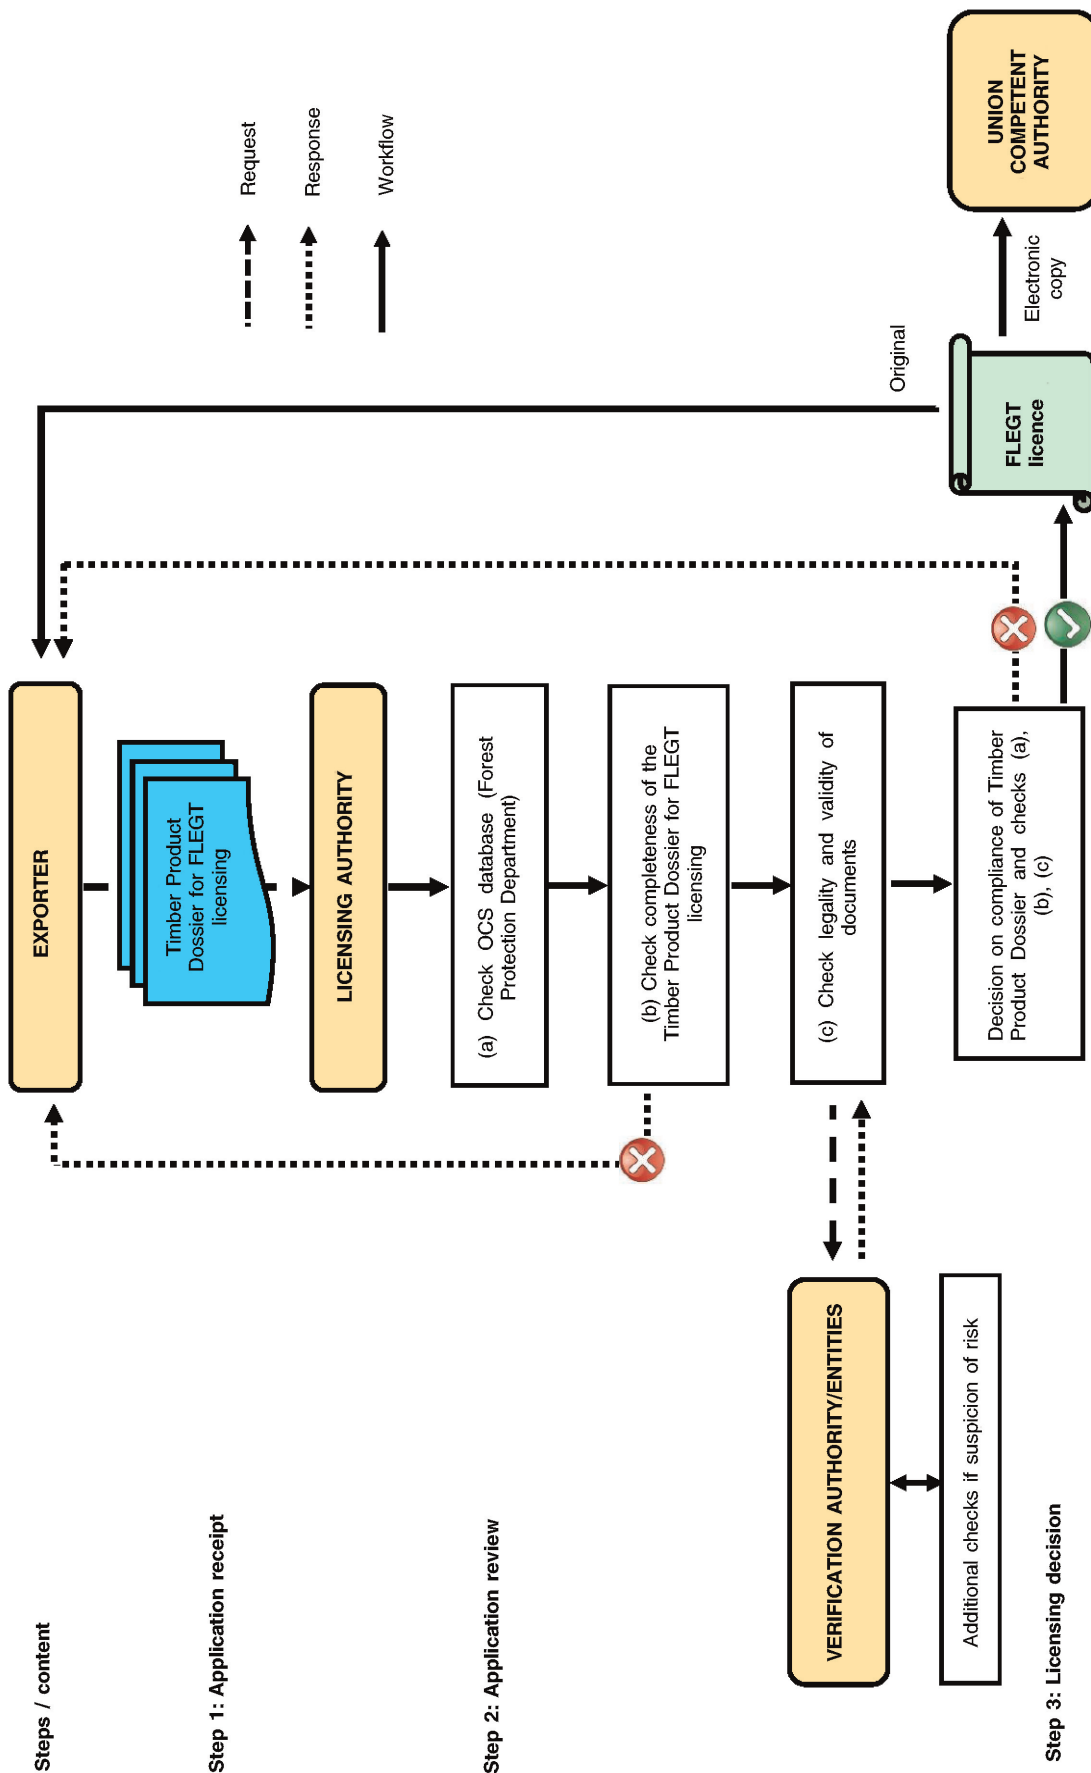 Steps / content
EXPORTER
Step 1: Application receipt
Timber Product
Dossier for FLEGT
licensing
Request
Response
Workflow
LICENSING AUTHORITY
Step 2: Application review
(a) Check OCS database (Forest
Protection Department)
(b) Check completeness of the
Timber Product Dossier for FLEGT
licensing
(c) Check legality and validity of
documents
VERIFICATION AUTHORITY/ENTITIES
Additional checks if suspicion of risk
Step 3: Licensing decision
Decision on compliance of Timber
Product Dossier and checks (a),
(b), (c)
Original
FLEGT
licence
Electronic
copy
UNION
COMPETENT
AUTHORITY